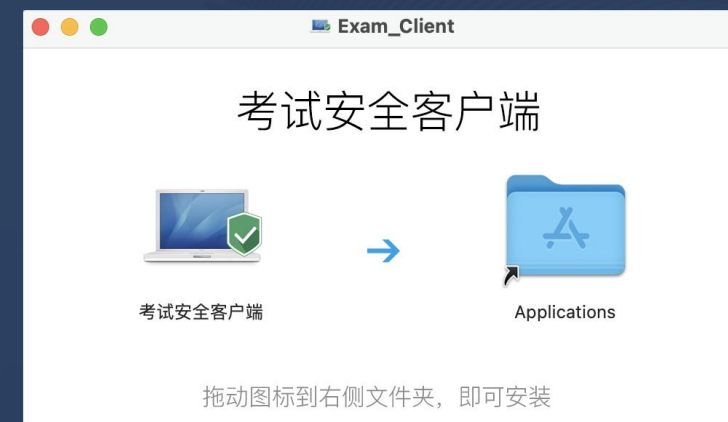 Exam_Client
考试安全客户端
考试安全客户端
Applications
拖动图标到右侧文件夹，即可安装